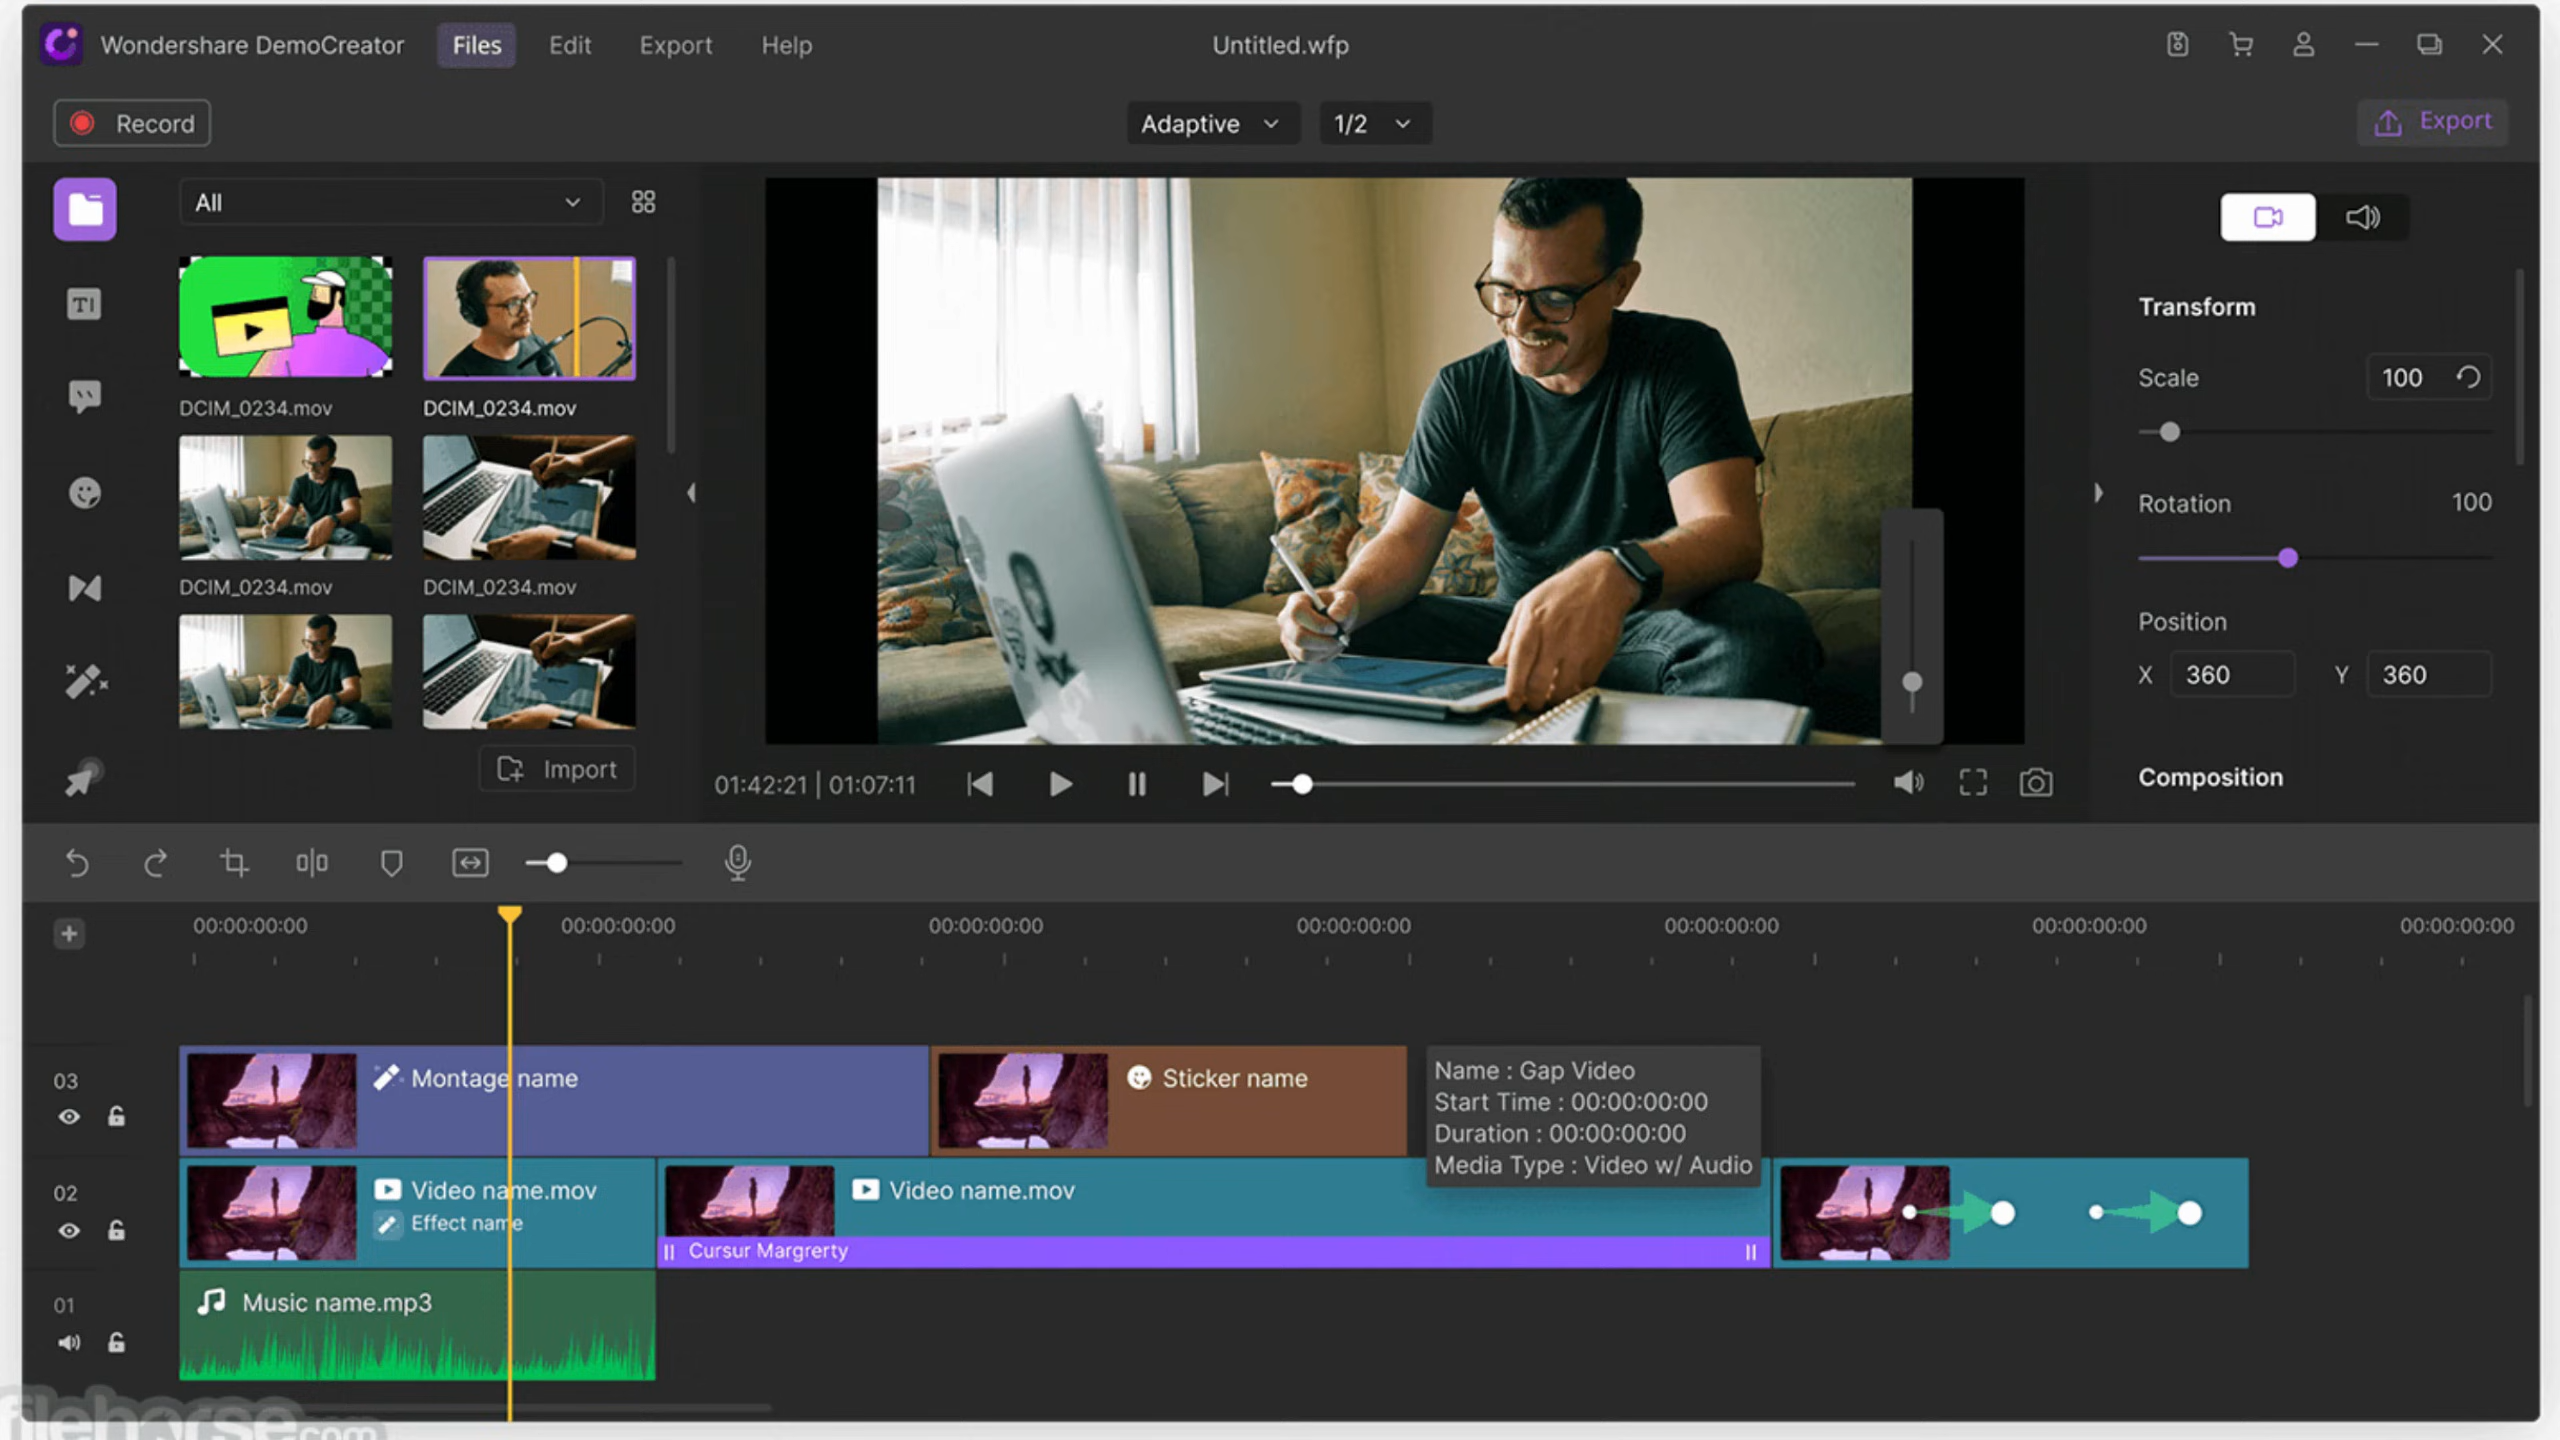 Wondershare DemoCreator
Files
Edit
Export
Help
Untitled.wfp
Record
Adaptive
1/2
Export
All
DCIM_0234.mov
DCIM_0234.mov
DCIM_0234.mov
DCIM_0234.mov
Import
01:42:21 | 01:07:11
Transform
Scale
100
Rotation
100
Position
X
360
Y
360
Composition
00:00:00:00
00:00:00:00
00:00:00:00
00:00:00:00
00:00:00:00
00:00:00:00
00:00:00:00
03
Montage name
Sticker name
Name : Gap Video
Start Time : 00:00:00:00
Duration : 00:00:00:00
Media Type : Video w/ Audio
02
Video name.mov
Effect name
Video name.mov
Cursur Margrerty
01
Music name.mp3
filehorse.com